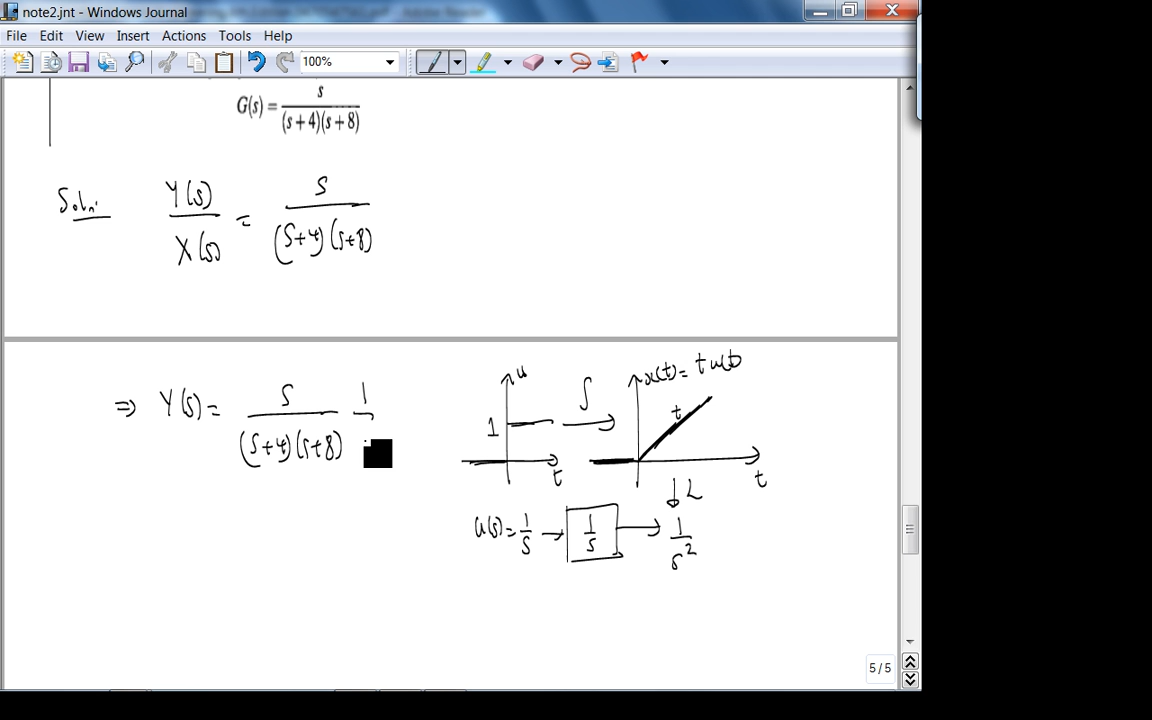 note2.jnt - Windows Journal
File Edit View Insert Actions Tools Help
100%
G(s) = s / (s+4)(s+8)
Soln: Y(s) / X(s) = s / (s+4)(s+8)
⇒ Y(s) = s / (s+4)(s+8) 1
u
1
t
∫
x(t) = t u(t)
t
t
↓ L
U(s) = 1/s → 1/s → 1/s²
5 / 5